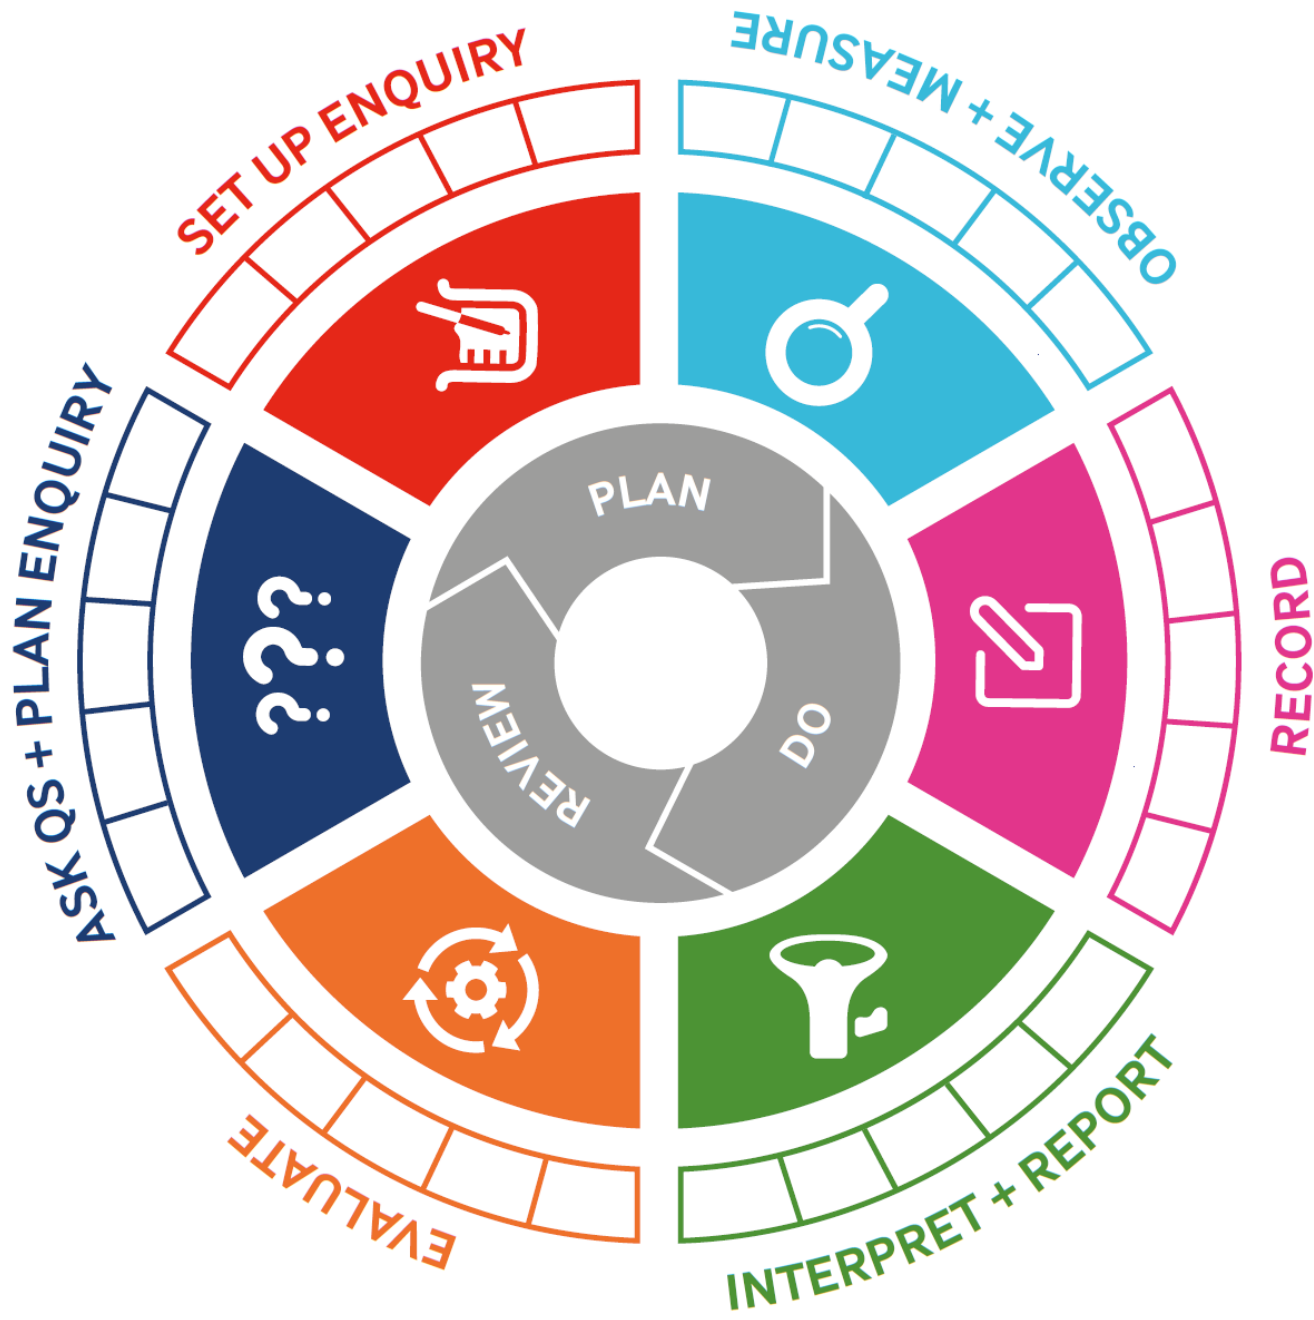 SET UP ENQUIRY
OBSERVE + MEASURE
RECORD
INTERPRET + REPORT
EVALUATE
ASK QS + PLAN ENQUIRY
PLAN
DO
REVIEW